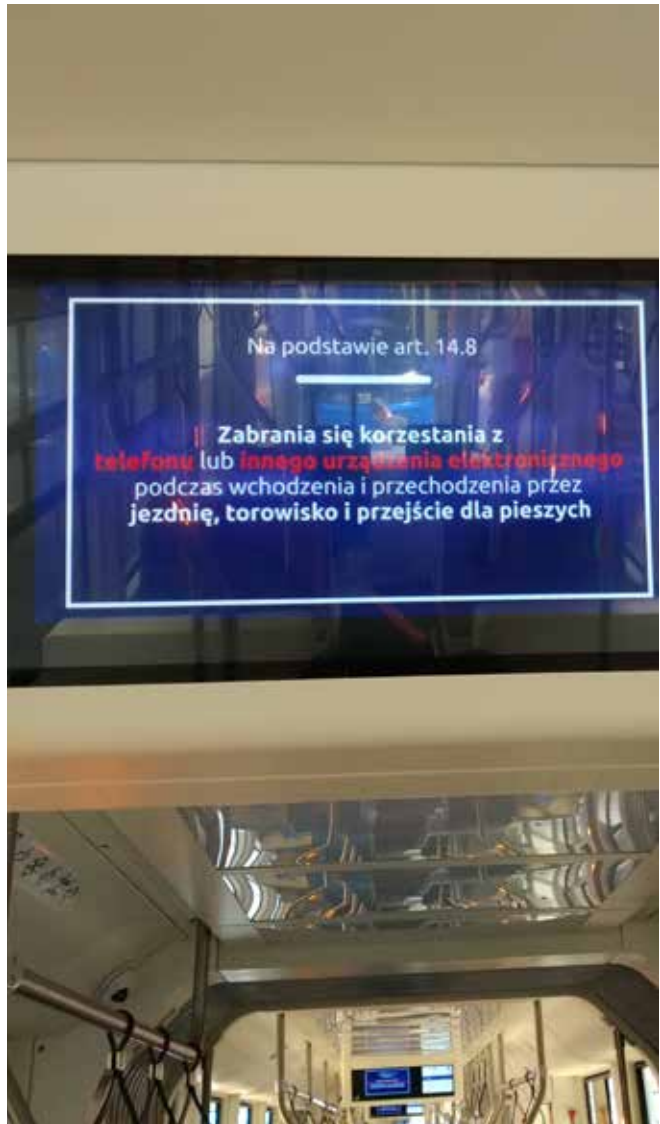 Na podstawie art. 14.8
Zabrania się korzestania z
telefonu lub innego urządzenia elektronicznego
podczas wchodzenia i przechodzenia przez
jezdnię, torowisko i przejście dla pieszych